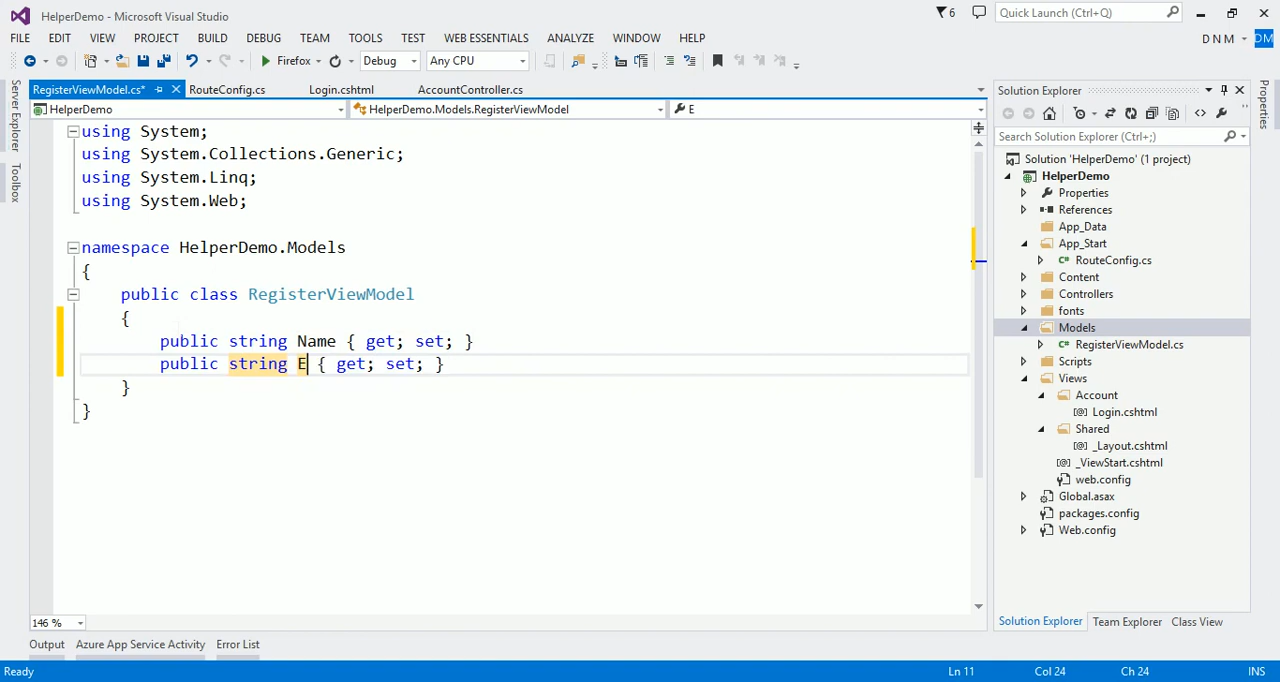 HelperDemo - Microsoft Visual Studio
6
Quick Launch (Ctrl+Q)
FILE EDIT VIEW PROJECT BUILD DEBUG TEAM TOOLS TEST WEB ESSENTIALS ANALYZE WINDOW HELP
D N M
DM
Firefox
Debug
Any CPU
RegisterViewModel.cs*
RouteConfig.cs
Login.cshtml
AccountController.cs
HelperDemo
HelperDemo.Models.RegisterViewModel
E
Server Explorer
Toolbox
using System;
using System.Collections.Generic;
using System.Linq;
using System.Web;
namespace HelperDemo.Models
{
public class RegisterViewModel
{
public string Name { get; set; }
public string E { get; set; }
}
}
146 %
Solution Explorer
Search Solution Explorer (Ctrl+;)
Solution 'HelperDemo' (1 project)
HelperDemo
Properties
References
App_Data
App_Start
RouteConfig.cs
Content
Controllers
fonts
Models
RegisterViewModel.cs
Scripts
Views
Account
Login.cshtml
Shared
_Layout.cshtml
_ViewStart.cshtml
web.config
Global.asax
packages.config
Web.config
Solution Explorer Team Explorer Class View
Properties
Output Azure App Service Activity Error List
Ready
Ln 11 Col 24 Ch 24 INS